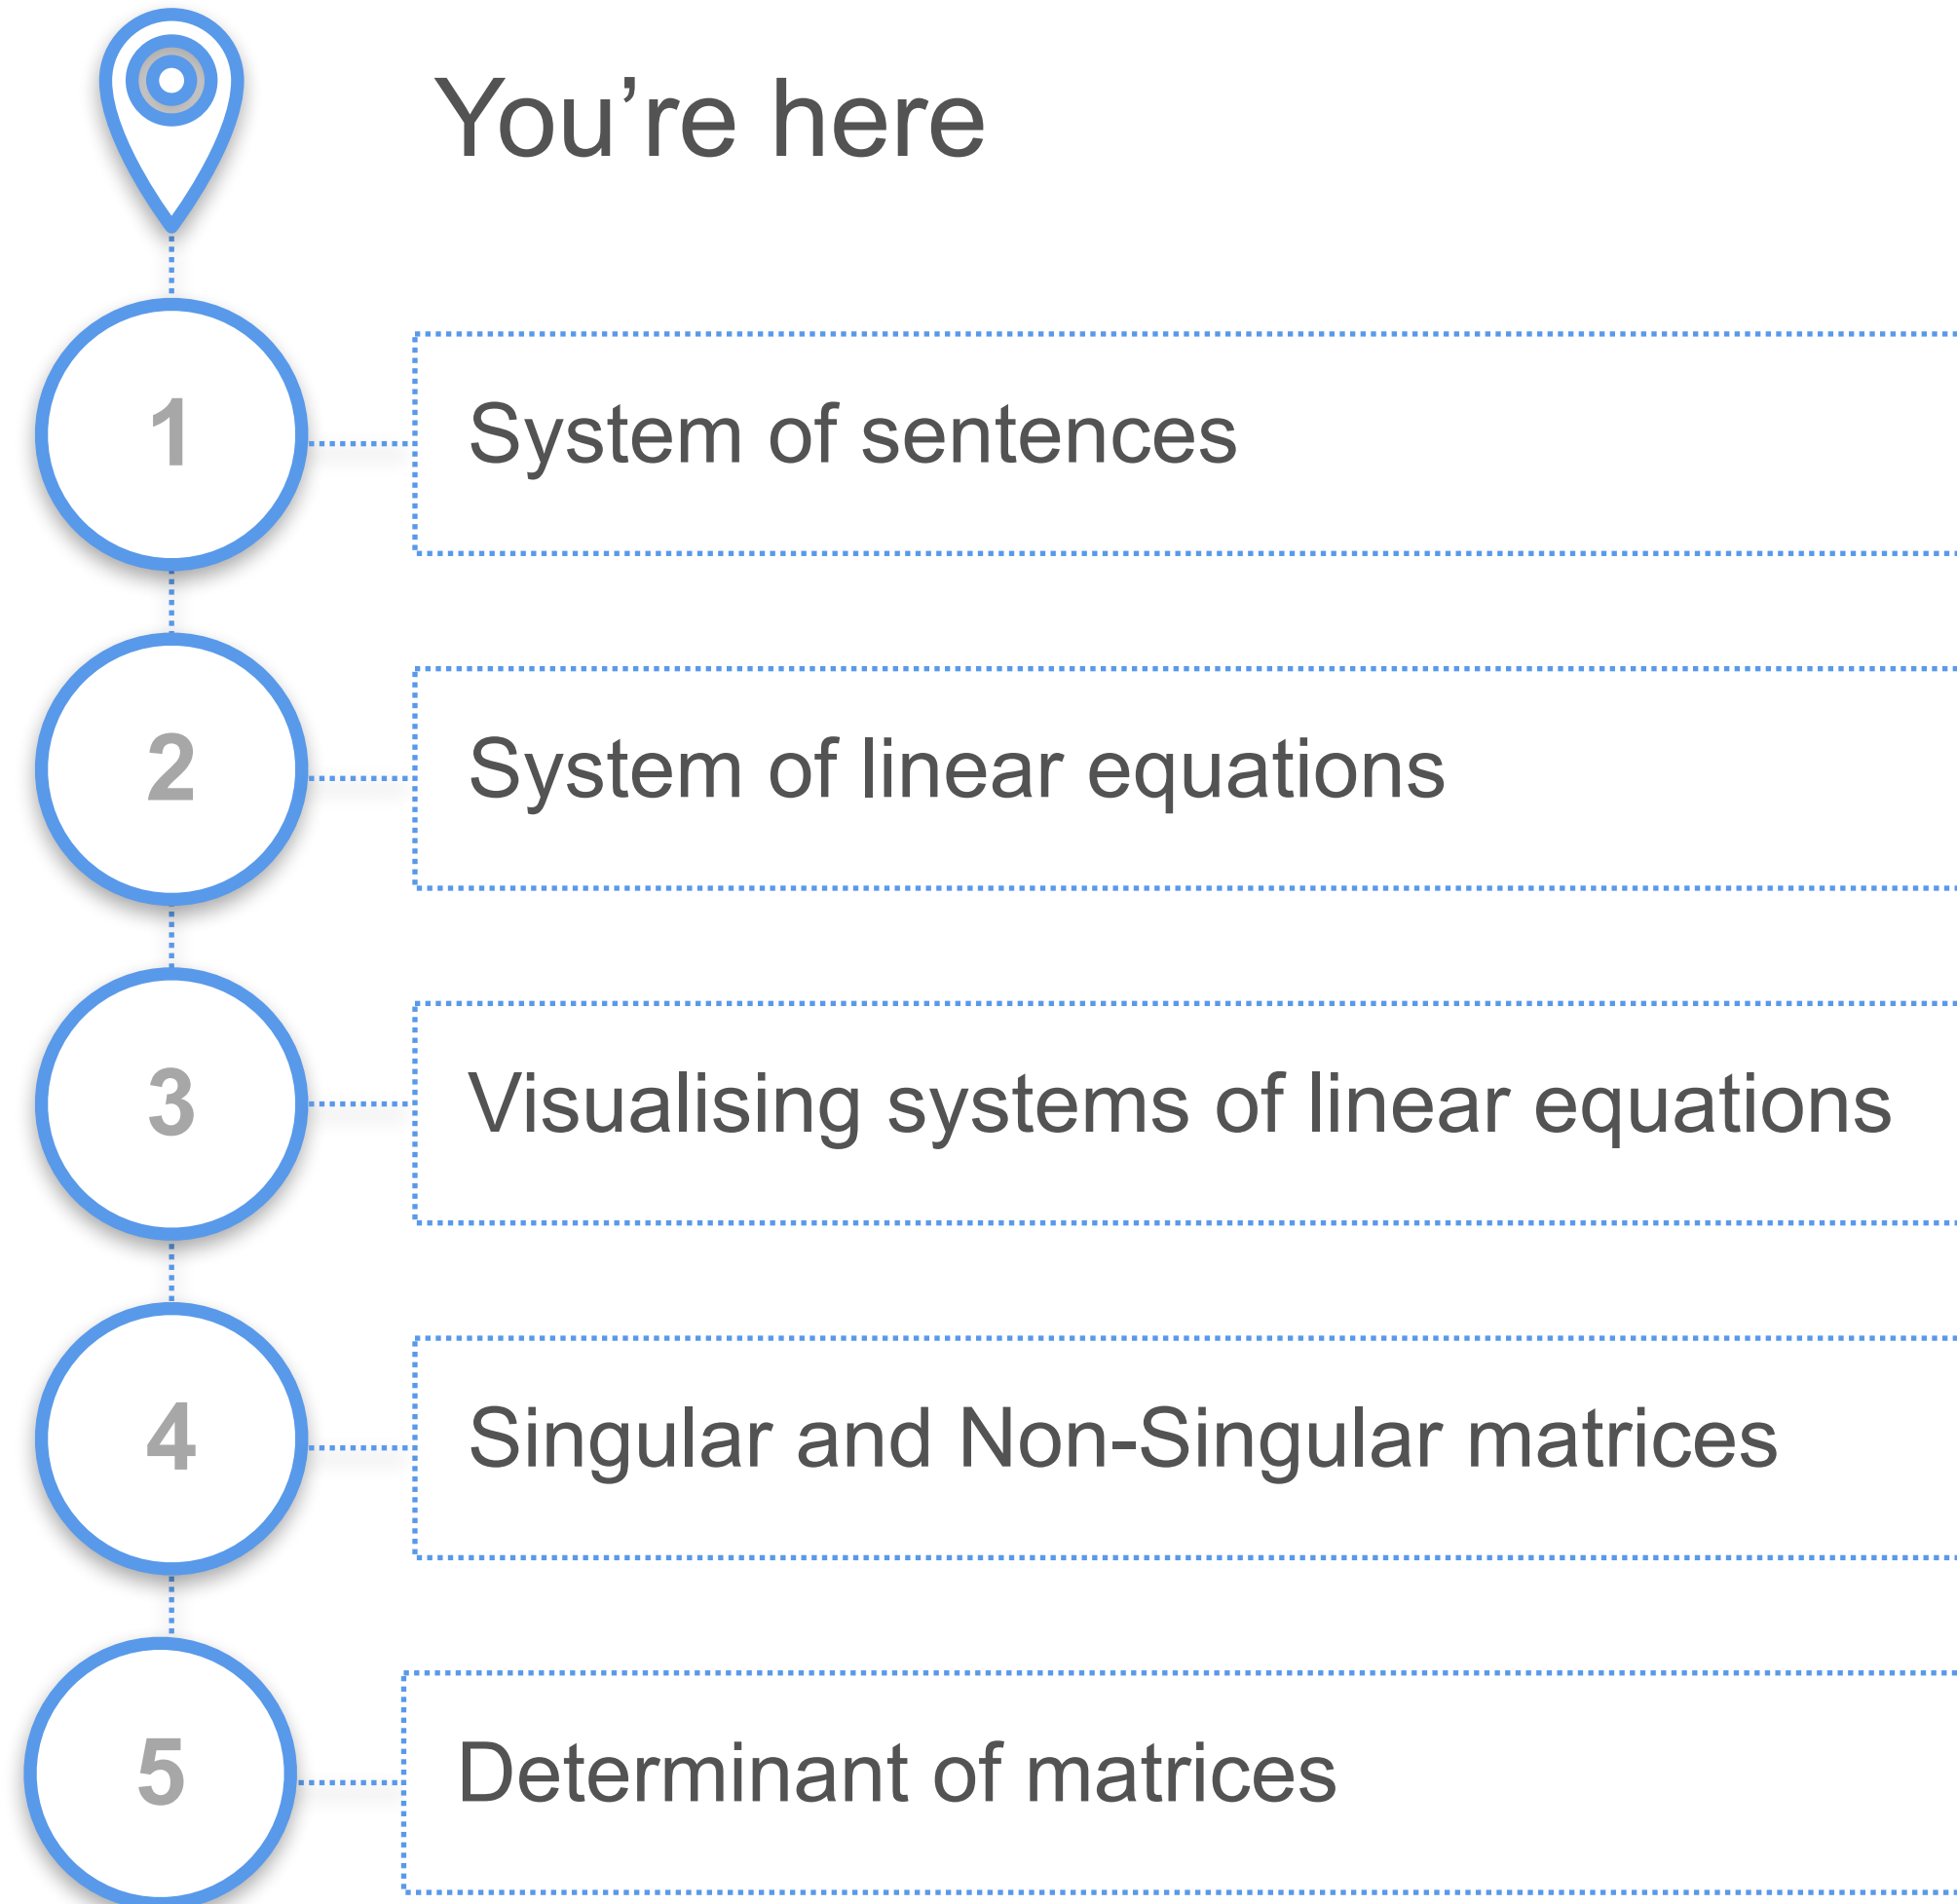 You’re here
1
System of sentences
2
System of linear equations
3
Visualising systems of linear equations
4
Singular and Non-Singular matrices
5
Determinant of matrices